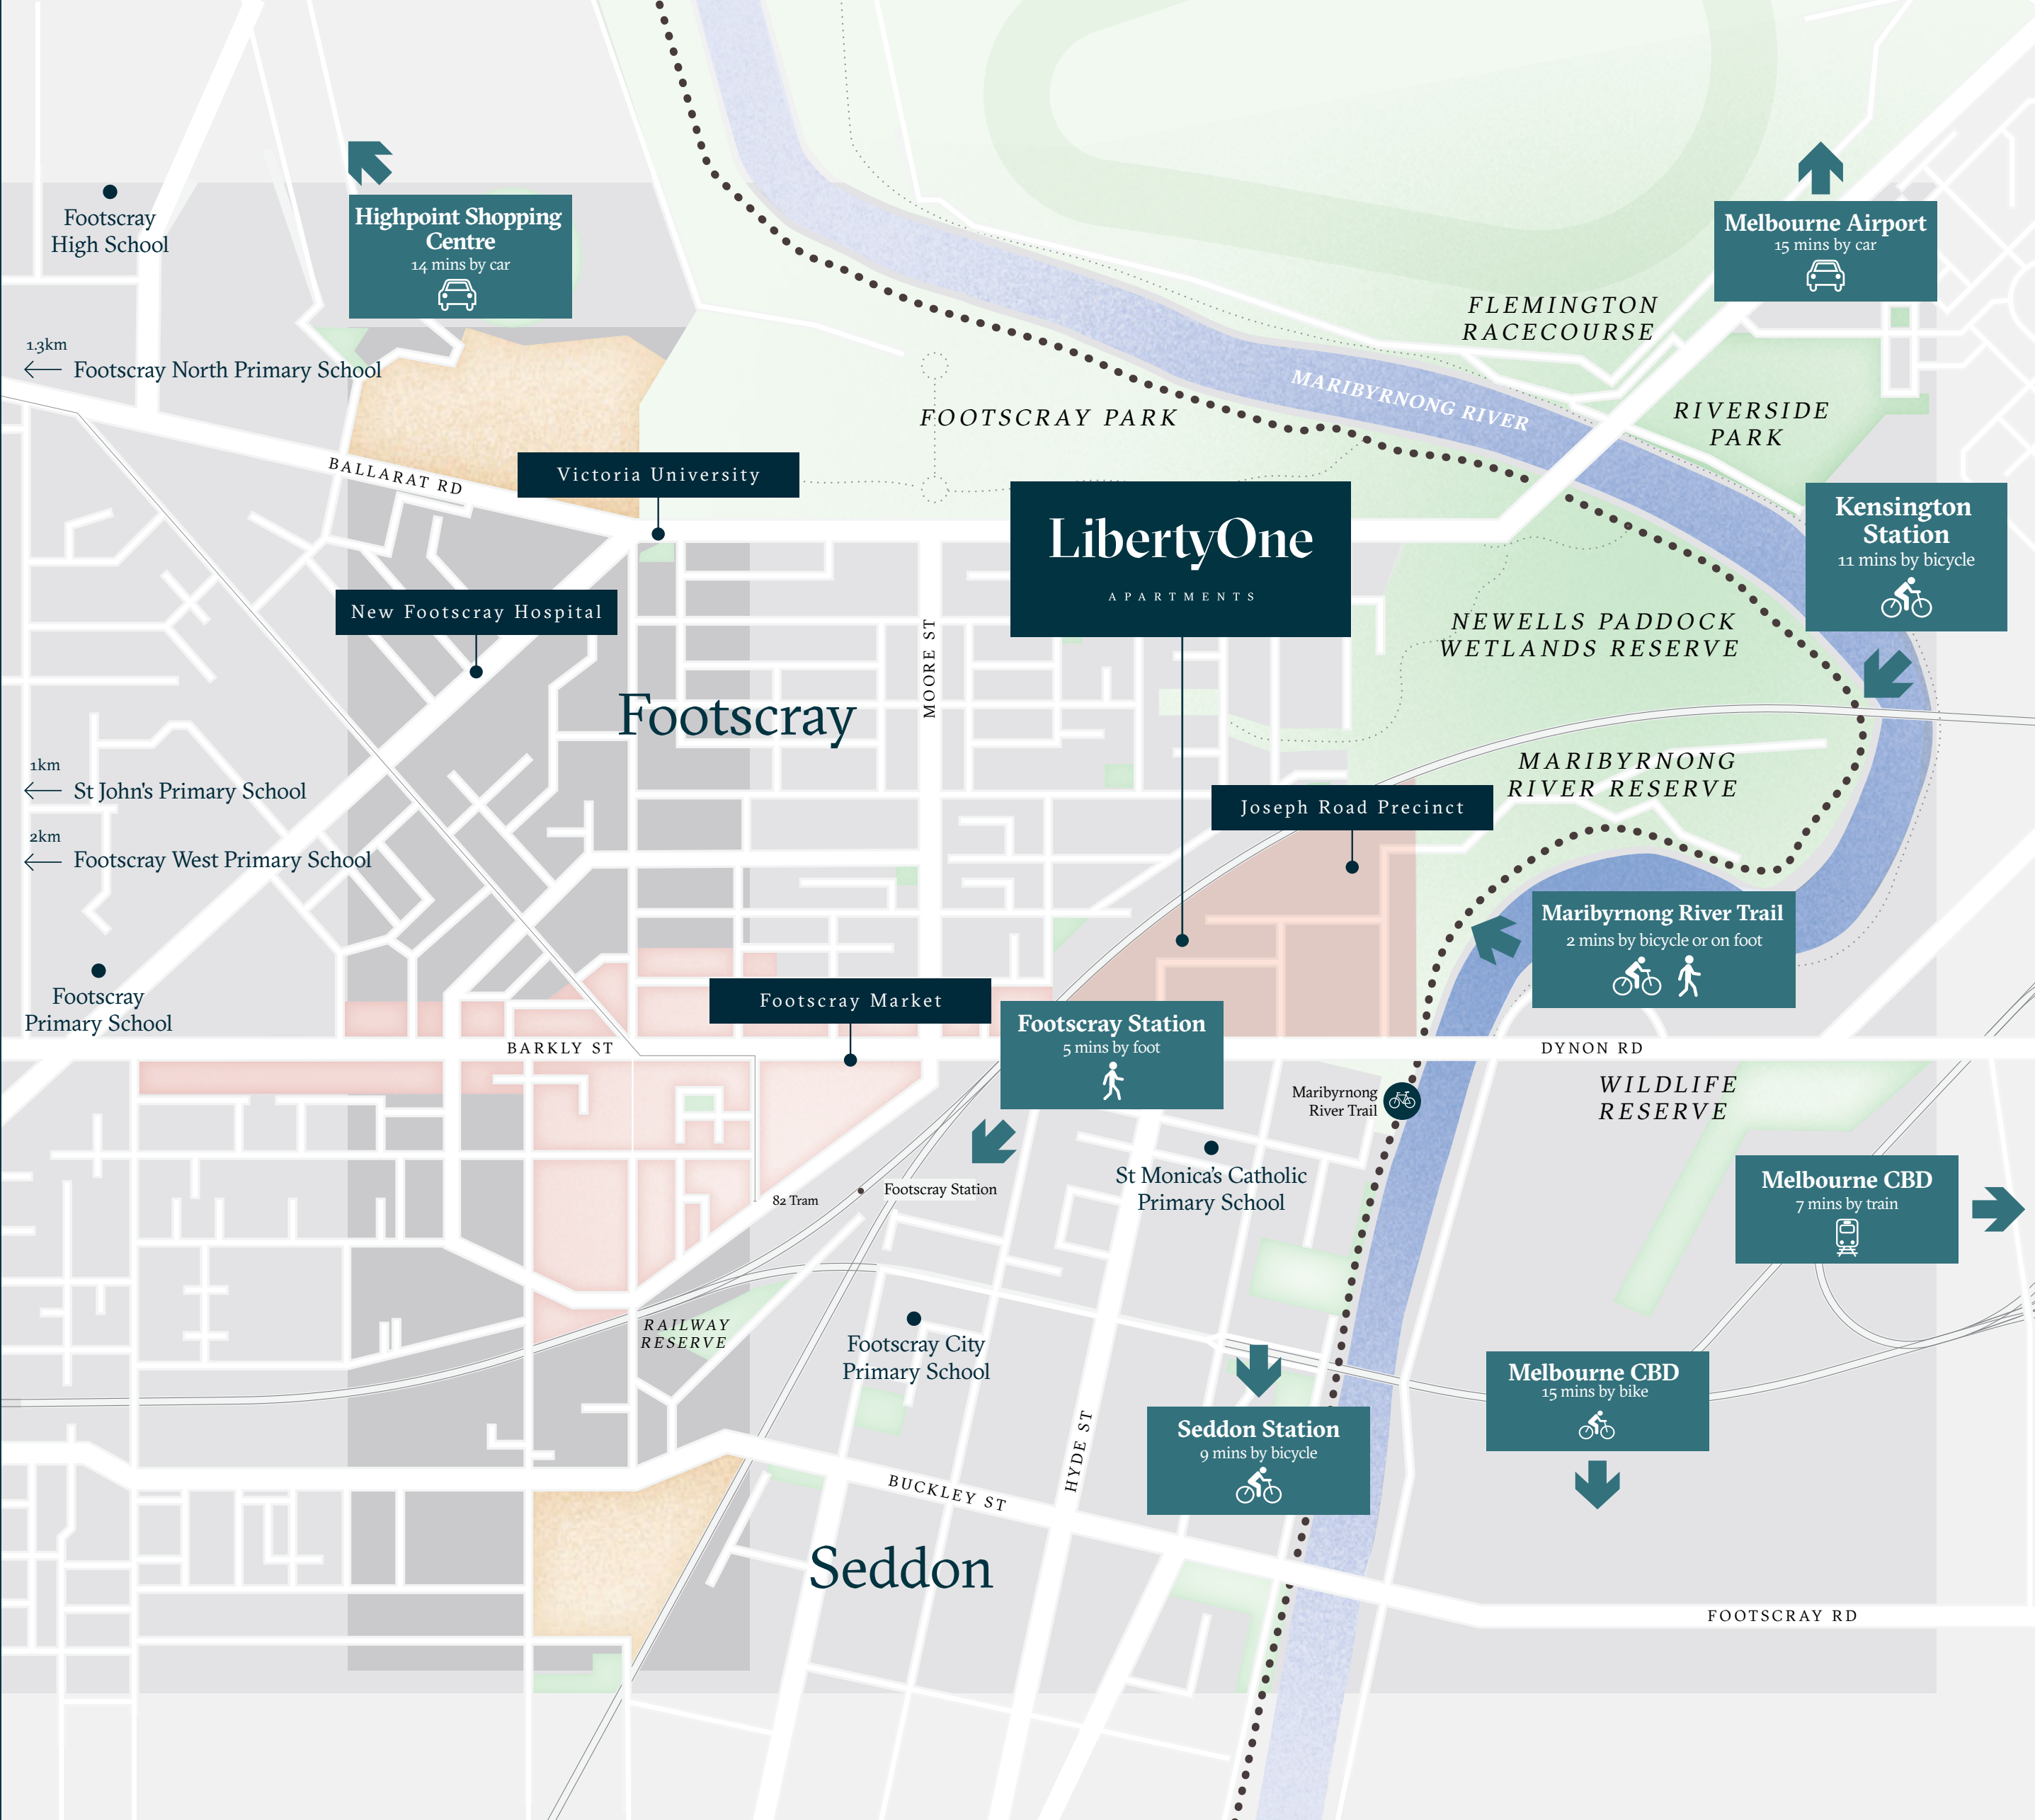 Footscray
High School
Highpoint Shopping
Centre
14 mins by car
Melbourne Airport
15 mins by car
FLEMINGTON
RACECOURSE
1.3km
Footscray North Primary School
MARIBYRNONG RIVER
FOOTSCRAY PARK
RIVERSIDE
PARK
BALLARAT RD
Victoria University
LibertyOne
APARTMENTS
Kensington
Station
11 mins by bicycle
New Footscray Hospital
NEWELLS PADDOCK
WETLANDS RESERVE
MOORE ST
Footscray
1km
St John's Primary School
MARIBYRNONG
RIVER RESERVE
Joseph Road Precinct
2km
Footscray West Primary School
Maribyrnong River Trail
2 mins by bicycle or on foot
Footscray
Primary School
Footscray Market
Footscray Station
5 mins by foot
BARKLY ST
DYNON RD
Maribyrnong
River Trail
WILDLIFE
RESERVE
St Monica's Catholic
Primary School
82 Tram
Footscray Station
Melbourne CBD
7 mins by train
RAILWAY
RESERVE
Footscray City
Primary School
Melbourne CBD
15 mins by bike
Seddon Station
9 mins by bicycle
HYDE ST
BUCKLEY ST
Seddon
FOOTSCRAY RD